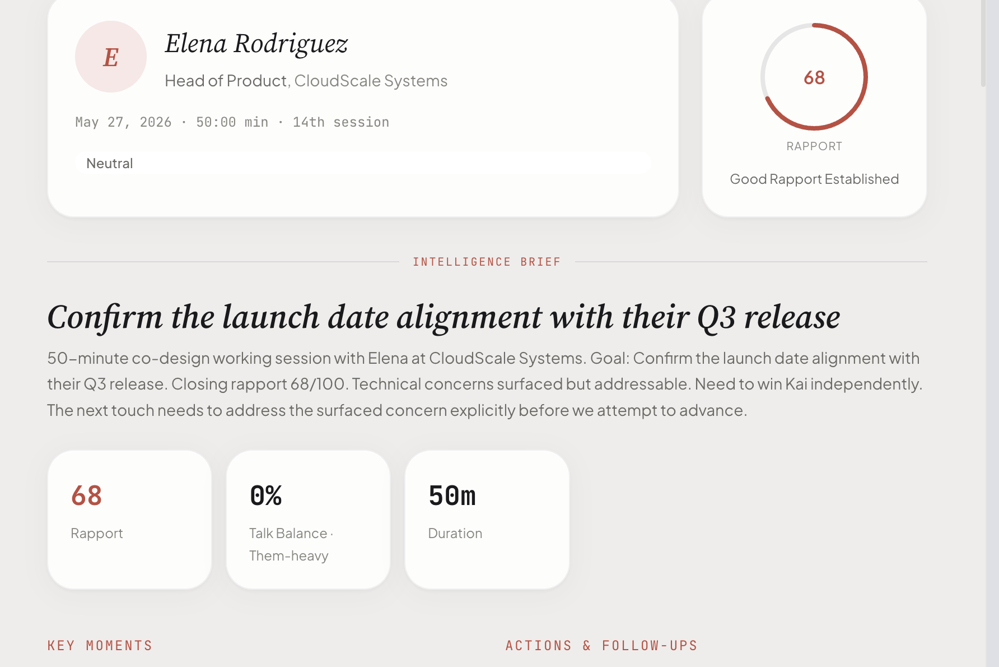 E
Elena Rodriguez
Head of Product, CloudScale Systems
May 27, 2026 · 50:00 min · 14th session
Neutral
68
RAPPORT
Good Rapport Established
INTELLIGENCE BRIEF
Confirm the launch date alignment with their Q3 release
50-minute co-design working session with Elena at CloudScale Systems. Goal: Confirm the launch date alignment with
their Q3 release. Closing rapport 68/100. Technical concerns surfaced but addressable. Need to win Kai independently.
The next touch needs to address the surfaced concern explicitly before we attempt to advance.
68
Rapport
0%
Talk Balance ·
Them-heavy
50m
Duration
KEY MOMENTS
ACTIONS & FOLLOW-UPS